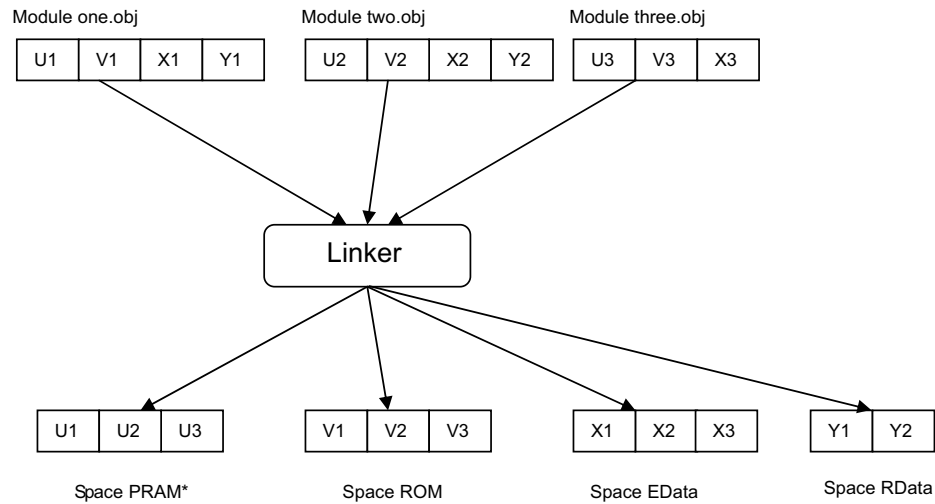 Module one.obj Module two.obj Module three.obj
U1 V1 X1 Y1 U2 V2 X2 Y2 U3 V3 X3
Linker
U1 U2 U3 V1 V2 V3 X1 X2 X3 Y1 Y2
Space PRAM* Space ROM Space EData Space RData